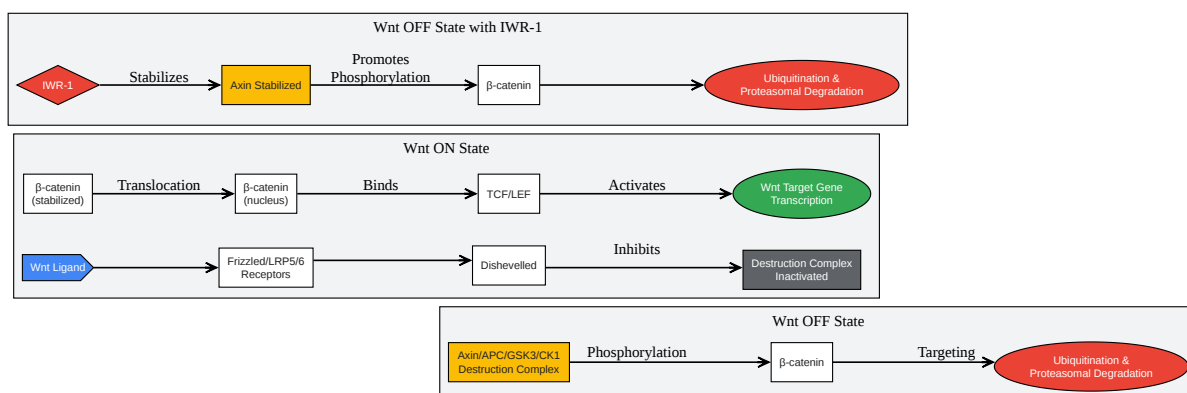 Wnt OFF State with IWR-1
IWR-1
Stabilizes
Axin Stabilized
Promotes
Phosphorylation
β-catenin
Ubiquitination &
Proteasomal Degradation
Wnt ON State
β-catenin
(stabilized)
Translocation
β-catenin
(nucleus)
Binds
TCF/LEF
Activates
Wnt Target Gene
Transcription
Wnt Ligand
Frizzled/LRP5/6
Receptors
Dishevelled
Inhibits
Destruction Complex
Inactivated
Wnt OFF State
Axin/APC/GSK3/CK1
Destruction Complex
Phosphorylation
β-catenin
Targeting
Ubiquitination &
Proteasomal Degradation